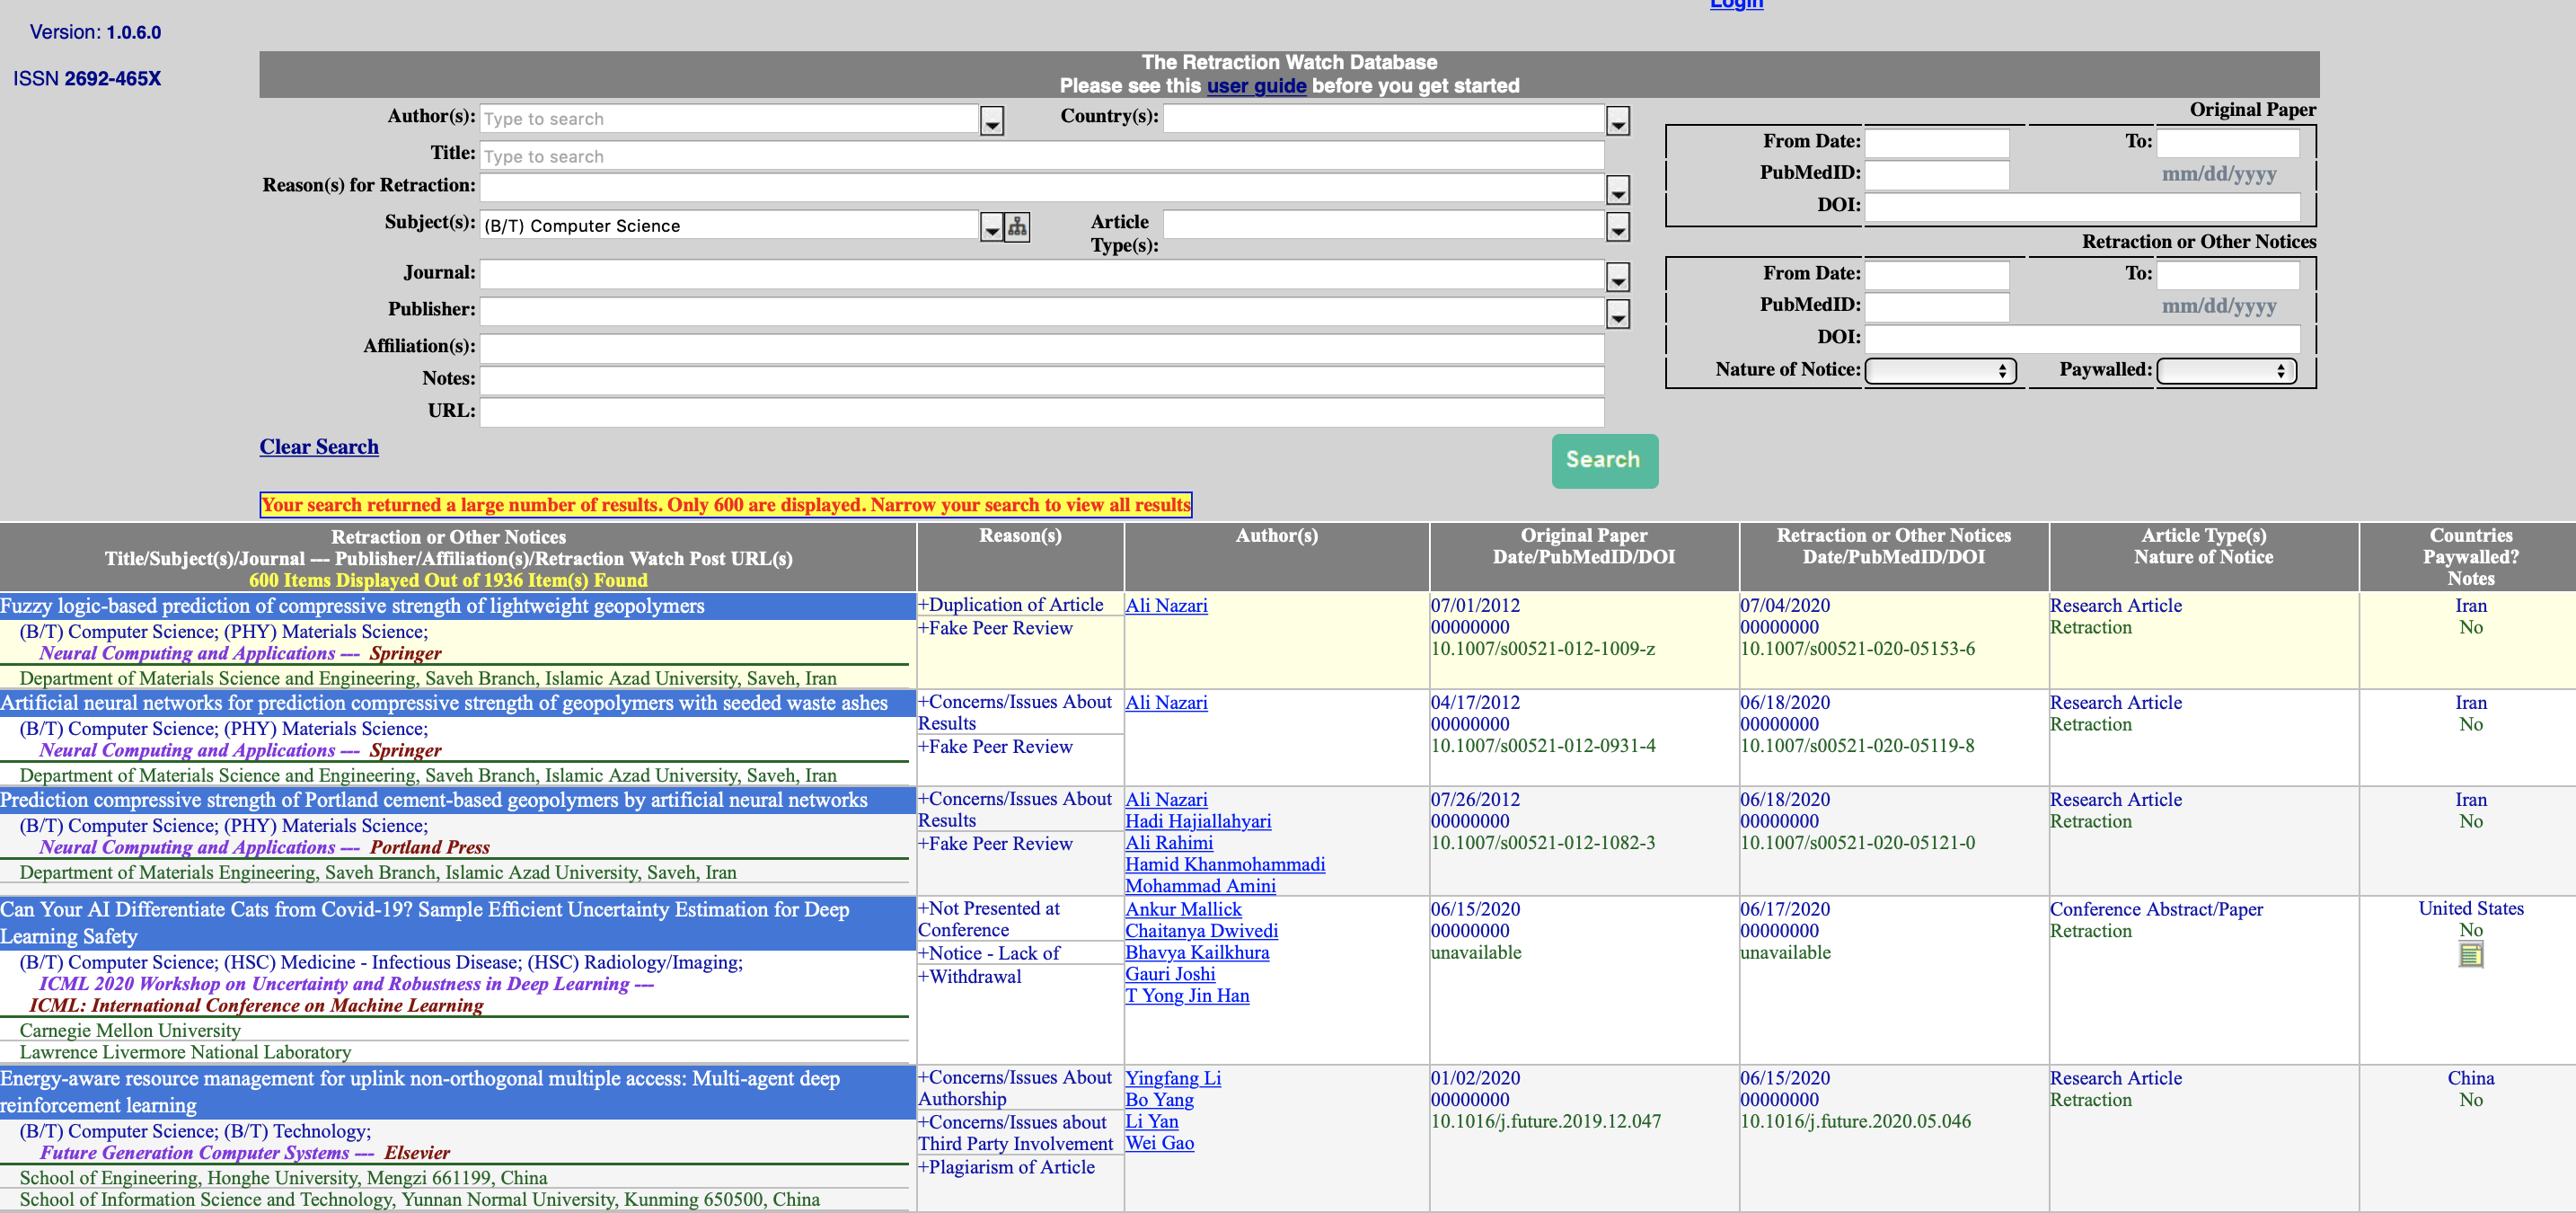 Login
Version: 1.0.6.0
ISSN 2692-465X
The Retraction Watch Database
Please see this user guide before you get started
Author(s): Type to search Country(s):
Title: Type to search
Reason(s) for Retraction:
Subject(s): (B/T) Computer Science Article Type(s):
Journal:
Publisher:
Affiliation(s):
Notes:
URL:
Original Paper
From Date: To:
PubMedID: mm/dd/yyyy
DOI:
Retraction or Other Notices
From Date: To:
PubMedID: mm/dd/yyyy
DOI:
Nature of Notice: Paywalled:
Clear Search
Search
Your search returned a large number of results. Only 600 are displayed. Narrow your search to view all results
Retraction or Other Notices
Title/Subject(s)/Journal --- Publisher/Affiliation(s)/Retraction Watch Post URL(s)
600 Items Displayed Out of 1936 Item(s) Found
Reason(s)
Author(s)
Original Paper
Date/PubMedID/DOI
Retraction or Other Notices
Date/PubMedID/DOI
Article Type(s)
Nature of Notice
Countries
Paywalled?
Notes
Fuzzy logic-based prediction of compressive strength of lightweight geopolymers
(B/T) Computer Science; (PHY) Materials Science;
Neural Computing and Applications --- Springer
Department of Materials Science and Engineering, Saveh Branch, Islamic Azad University, Saveh, Iran
+Duplication of Article
+Fake Peer Review
Ali Nazari
07/01/2012
00000000
10.1007/s00521-012-1009-z
07/04/2020
00000000
10.1007/s00521-020-05153-6
Research Article
Retraction
Iran
No
Artificial neural networks for prediction compressive strength of geopolymers with seeded waste ashes
(B/T) Computer Science; (PHY) Materials Science;
Neural Computing and Applications --- Springer
Department of Materials Science and Engineering, Saveh Branch, Islamic Azad University, Saveh, Iran
+Concerns/Issues About
Results
+Fake Peer Review
Ali Nazari
04/17/2012
00000000
10.1007/s00521-012-0931-4
06/18/2020
00000000
10.1007/s00521-020-05119-8
Research Article
Retraction
Iran
No
Prediction compressive strength of Portland cement-based geopolymers by artificial neural networks
(B/T) Computer Science; (PHY) Materials Science;
Neural Computing and Applications --- Portland Press
Department of Materials Engineering, Saveh Branch, Islamic Azad University, Saveh, Iran
+Concerns/Issues About
Results
+Fake Peer Review
Ali Nazari
Hadi Hajiallahyari
Ali Rahimi
Hamid Khanmohammadi
Mohammad Amini
07/26/2012
00000000
10.1007/s00521-012-1082-3
06/18/2020
00000000
10.1007/s00521-020-05121-0
Research Article
Retraction
Iran
No
Can Your AI Differentiate Cats from Covid-19? Sample Efficient Uncertainty Estimation for Deep
Learning Safety
(B/T) Computer Science; (HSC) Medicine - Infectious Disease; (HSC) Radiology/Imaging;
ICML 2020 Workshop on Uncertainty and Robustness in Deep Learning ---
ICML: International Conference on Machine Learning
Carnegie Mellon University
Lawrence Livermore National Laboratory
+Not Presented at
Conference
+Notice - Lack of
+Withdrawal
Ankur Mallick
Chaitanya Dwivedi
Bhavya Kailkhura
Gauri Joshi
T Yong Jin Han
06/15/2020
00000000
unavailable
06/17/2020
00000000
unavailable
Conference Abstract/Paper
Retraction
United States
No
Energy-aware resource management for uplink non-orthogonal multiple access: Multi-agent deep
reinforcement learning
(B/T) Computer Science; (B/T) Technology;
Future Generation Computer Systems --- Elsevier
School of Engineering, Honghe University, Mengzi 661199, China
School of Information Science and Technology, Yunnan Normal University, Kunming 650500, China
+Concerns/Issues About
Authorship
+Concerns/Issues about
Third Party Involvement
+Plagiarism of Article
Yingfang Li
Bo Yang
Li Yan
Wei Gao
01/02/2020
00000000
10.1016/j.future.2019.12.047
06/15/2020
00000000
10.1016/j.future.2020.05.046
Research Article
Retraction
China
No